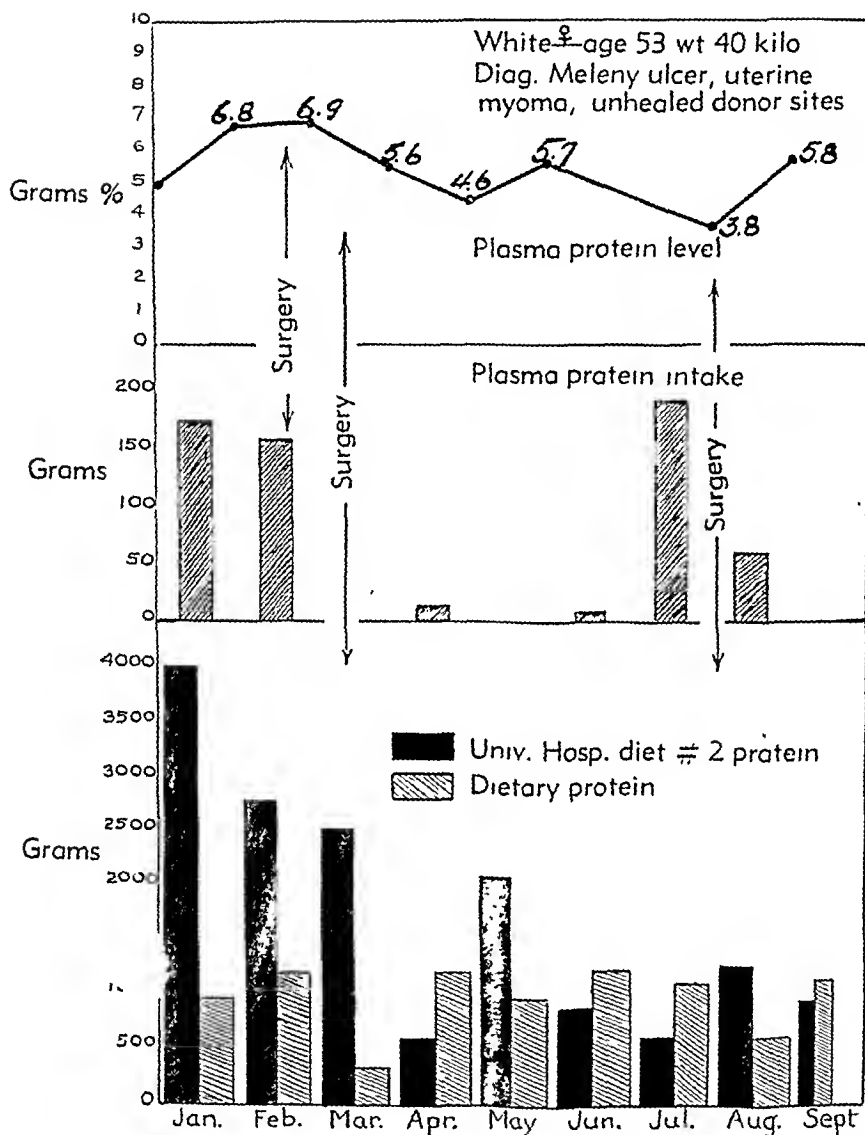 10
White ♀ age 53 wt 40 kilo
9
Diag. Meleny ulcer, uterine
8
myoma, unhealed donor sites
7
6.8
6.9
6
5.6
5.7
5.8
Grams %
5
4.6
4
3.8
3
Plasma protein level
2
1
0
Surgery
Surgery
Surgery
Plasma protein intake
200
150
Grams
100
50
0
4000
3500
3000
Univ. Hosp. diet # 2 protein
Dietary protein
2500
Grams
2000
500
0
Jan. Feb. Mar. Apr. May Jun. Jul. Aug. Sept